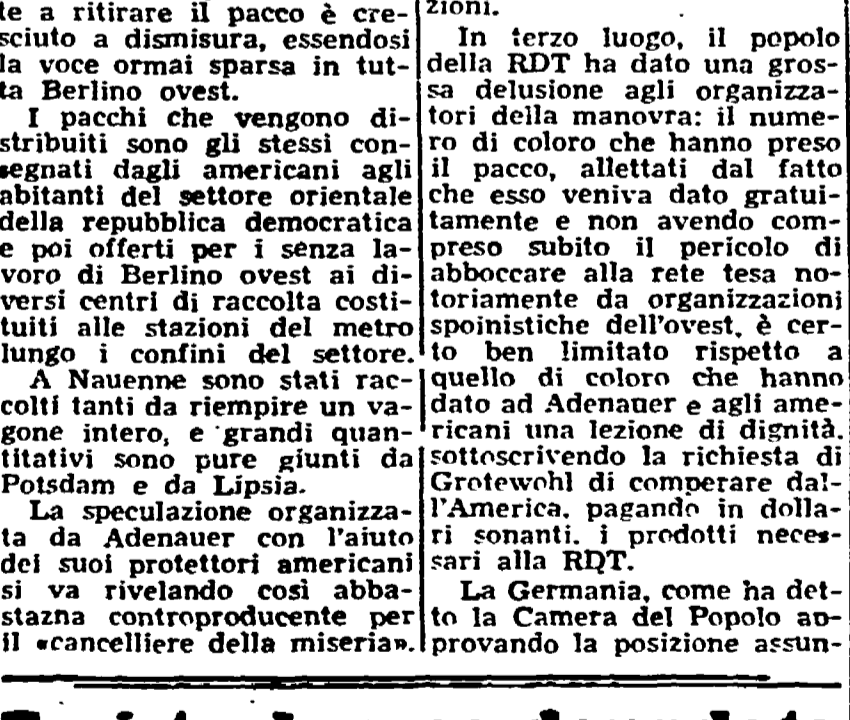 te a ritirare il pacco è cre-
sciuto a dismisura, essendosi
la voce ormai sparsa in tut-
ta Berlino ovest.
I pacchi che vengono di-
stribuiti sono gli stessi con-
segnati dagli americani agli
abitanti del settore orientale
della repubblica democratica
e poi offerti per i senza la-
voro di Berlino ovest ai di-
versi centri di raccolta costi-
tuiti alle stazioni del metro
lungo i confini del settore.
A Nauenne sono stati rac-
colti tanti da riempire un va-
gone intero, e grandi quan-
titativi sono pure giunti da
Potsdam e da Lipsia.
La speculazione organizza-
ta da Adenauer con l'aiuto
dei suoi protettori americani
si va rivelando così abba-
stazna controproducente per
il «cancelliere della miseria».
zioni.
In terzo luogo, il popolo
della RDT ha dato una gros-
sa delusione agli organizza-
tori della manovra: il nume-
ro di coloro che hanno preso
il pacco, allettati dal fatto
che esso veniva dato gratui-
tamente e non avendo com-
preso subito il pericolo di
abboccare alla rete tesa no-
toriamente da organizzazioni
spoinistiche dell'ovest, è cer-
to ben limitato rispetto a
quello di coloro che hanno
dato ad Adenauer e agli ame-
ricani una lezione di dignità,
sottoscrivendo la richiesta di
Grotewohl di comperare dal-
l'America, pagando in dolla-
ri sonanti, i prodotti neces-
sari alla RDT.
La Germania, come ha det-
to la Camera del Popolo ap-
provando la posizione assun-